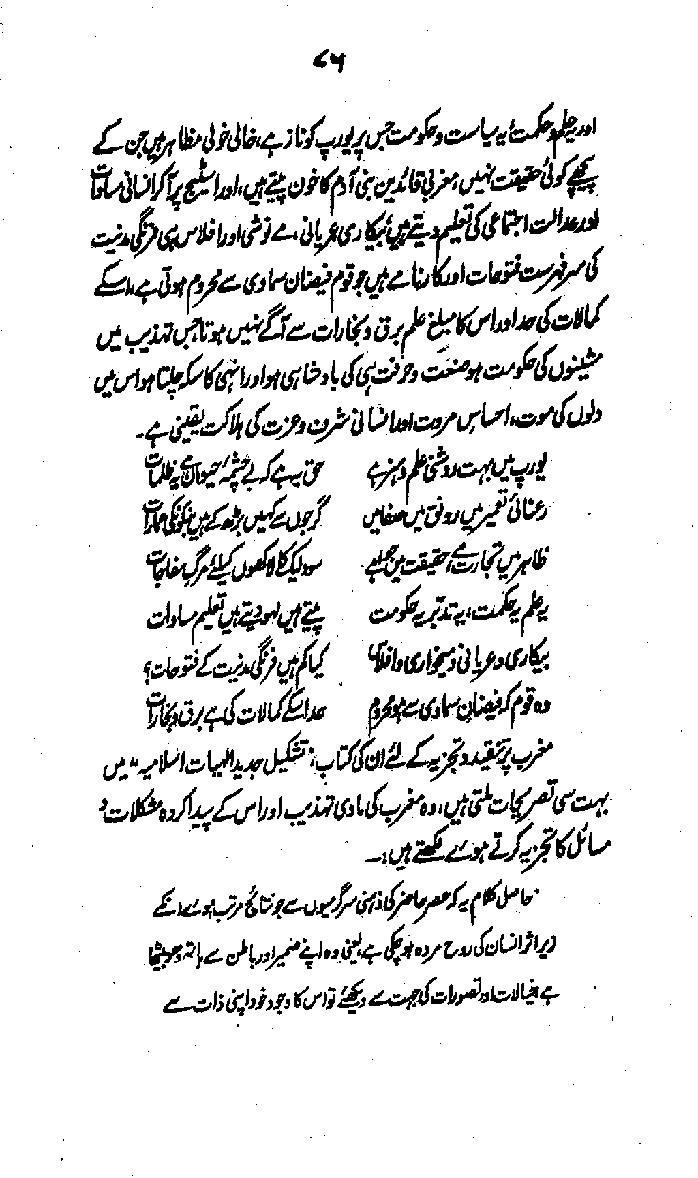 ۷۶
اور یہ علم و حکمت، یہ سیاست و حکومت جس پر یورپ کو ناز ہے، خالی خولی مظاہر ہیں جن کے
پیچھے کوئی حقیقت نہیں، مغربی قائدین بنی آدم کا خون پیتے ہیں، اور اسٹیج پر آکر انسانی مساوات
اور عدالت اجتماعی کی تعلیم دیتے ہیں، بیکاری عریانی، مے نوشی اور افلاس ہی فرنگی مدنیت
کی سرفہرست فتوحات اور کارنامے ہیں جو قوم فیضان سماوی سے محروم ہوتی ہے، اسکے
کمالات کی حد اور اس کا مبلغ علم برق و بخارات سے آگے نہیں ہوتا، جس تہذیب میں
مشینوں کی حکومت ہو صنعت و حرفت ہی کی بادشاہی ہو اور انہی کا سکہ چلتا ہو اس میں
دلوں کی موت، احساس مروت اور انسانی شرف و عزت کی ہلاکت یقینی ہے۔
یورپ میں بہت روشنی علم و ہنر ہے حق یہ ہے کہ بے چشمۂ حیواں ہے یہ ظلمات
رعنائی تعمیر میں رونق میں صفا میں گرجوں سے کہیں بڑھ کے ہیں بنکوں کی عمارات
ظاہر میں تجارت ہے، حقیقت میں جوا ہے سود ایک کا لاکھوں کیلئے مرگ مفاجات
یہ علم یہ حکمت، یہ تدبر یہ حکومت پیتے ہیں لہو دیتے ہیں تعلیم مساوات
بیکاری و عریانی و میخواری و افلاس کیا کم ہیں فرنگی مدنیت کے فتوحات؟
وہ قوم کہ فیضان سماوی سے ہو محروم حد اسکے کمالات کی ہے برق و بخارات
مغرب پر تنقید و تجزیہ کے لئے ان کی کتاب "تشکیل جدید الٰہیات اسلامیہ" میں
بہت سی تصریحات ملتی ہیں، وہ مغرب کی مادی تہذیب اور اس کے پیدا کردہ مشکلات و
مسائل کا تجزیہ کرتے ہوئے لکھتے ہیں:۔
"حاصل کلام یہ کہ عصر حاضر کی ذہنی سرگرمیوں سے جو نتائج مرتب ہوئے، انکے
زیر اثر انسان کی روح مردہ ہو چکی ہے، یعنی وہ اپنے ضمیر اور باطن سے ہاتھ دھو بیٹھا
ہے، خیالات اور تصورات کی جہت سے دیکھئے تو اس کا وجود خود اپنی ذات سے